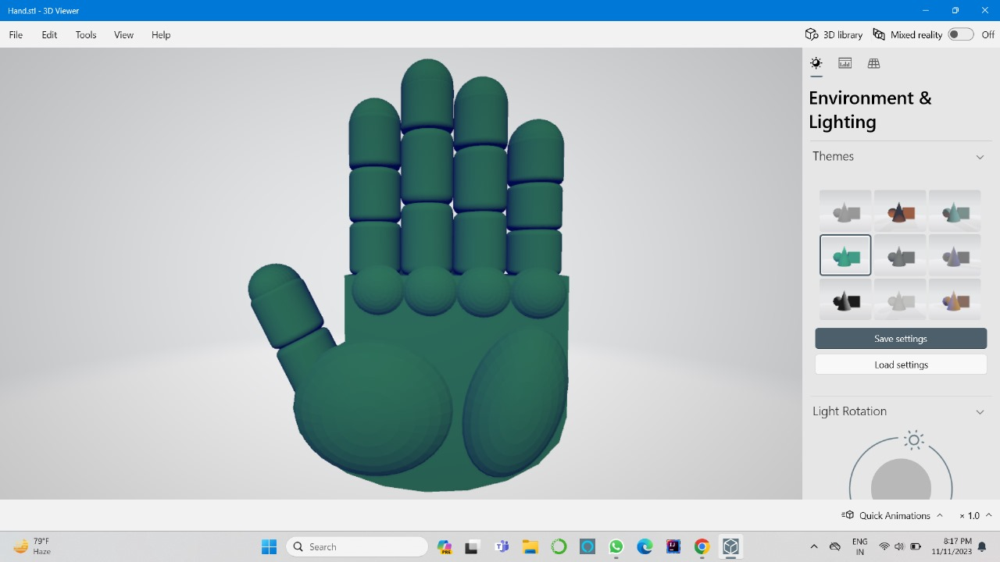 Hand.stl - 3D Viewer
File Edit Tools View Help
3D library Mixed reality Off
Environment &
Lighting
Themes
Save settings
Load settings
Light Rotation
Quick Animations × 1.0
79°F
Haze
Search
PRE
ENG
IN
8:17 PM
11/11/2023